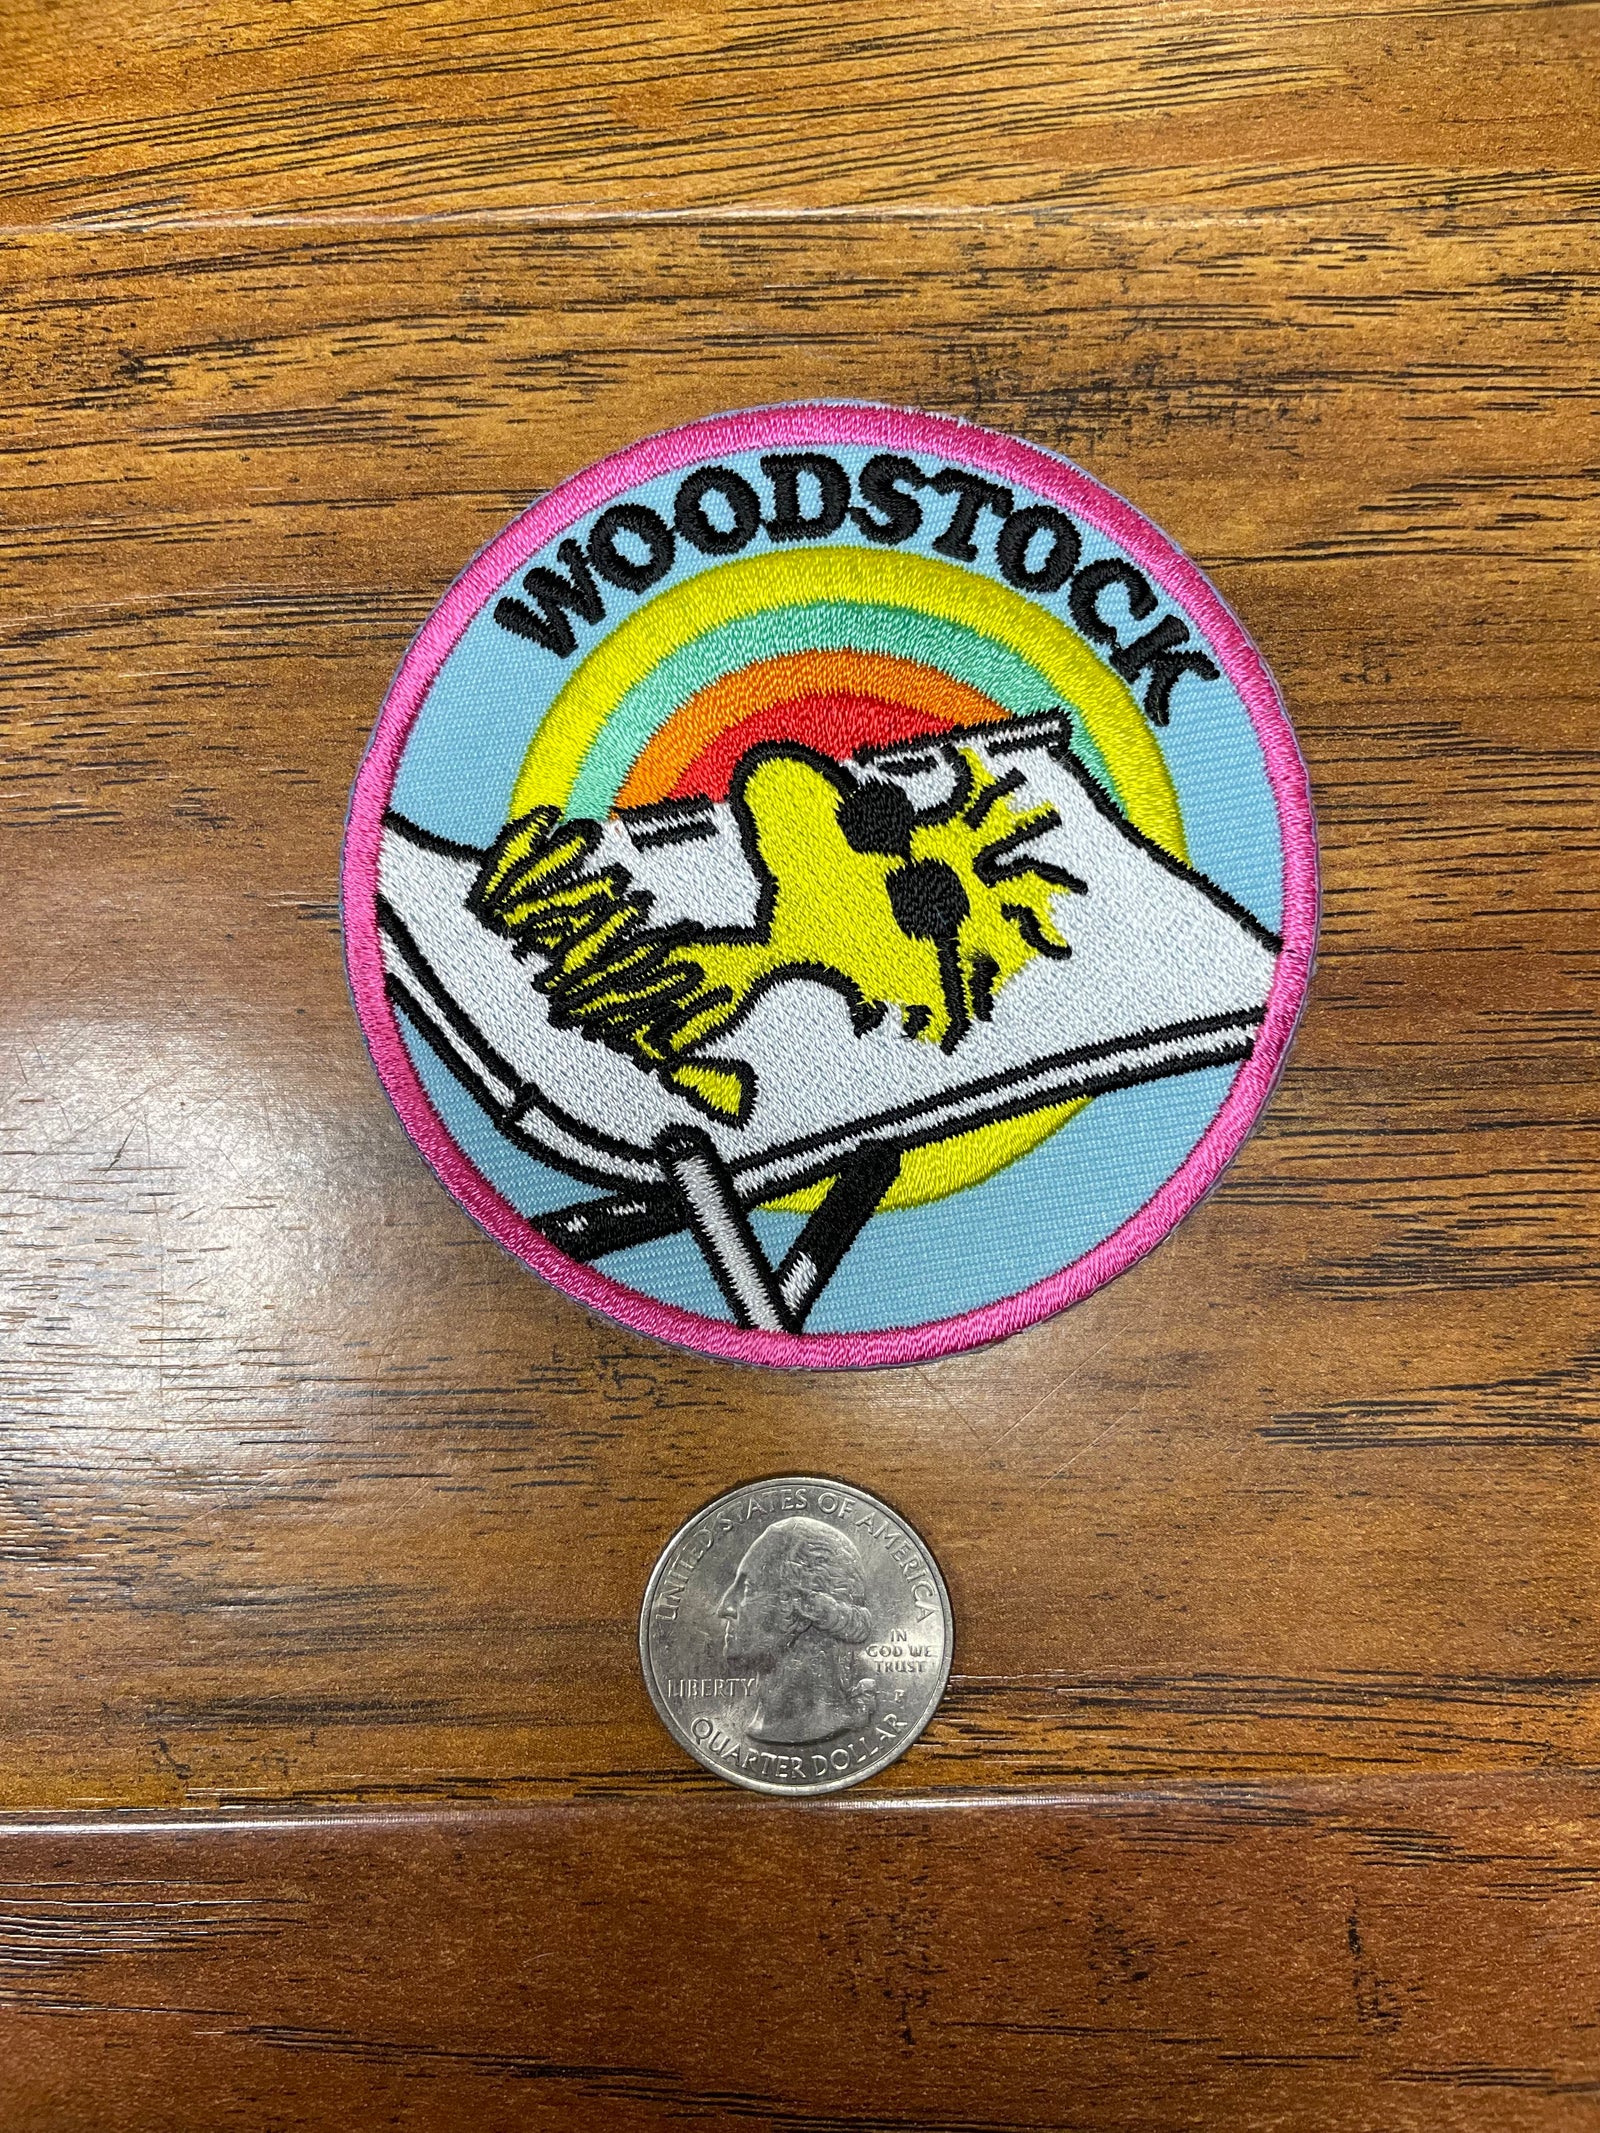 WOODSTOCK
UNITED STATES OF AMERICA
IN
GOD WE
TRUST
LIBERTY
P
QUARTER DOLLAR